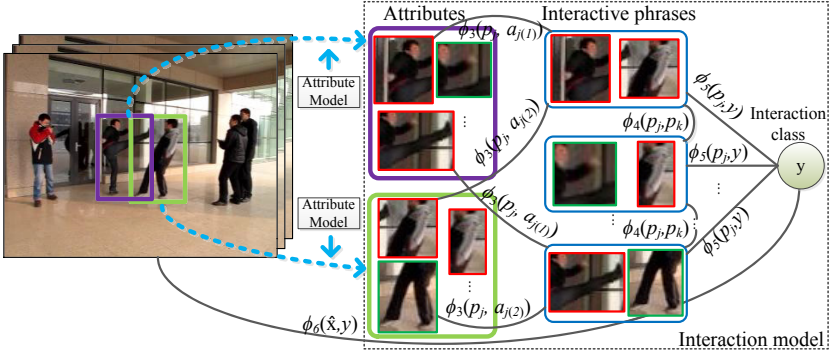 Attributes
Interactive phrases
ϕ3(pj, aj(1))
Attribute
Model
ϕ5(pj,y)
Interaction
class
ϕ4(pj,pk)
ϕ3(pj, aj(2))
ϕ5(pj,y)
y
Attribute
Model
ϕ3(pj, aj(1))
ϕ4(pj,pk)
ϕ5(pj,y)
ϕ3(pj, aj(2))
ϕ6(x̂,y)
Interaction model